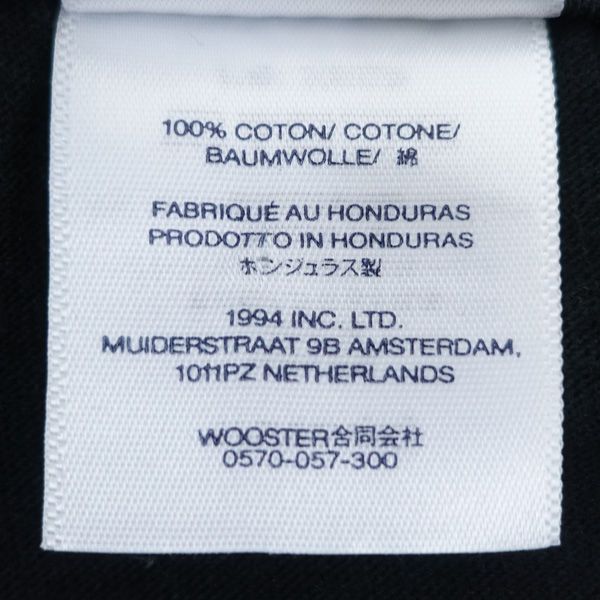 100% COTON/ COTONE/
BAUMWOLLE/ 綿
FABRIQUÉ AU HONDURAS
PRODOTTO IN HONDURAS
ホンジュラス製
1994 INC. LTD.
MUIDERSTRAAT 9B AMSTERDAM,
1011PZ NETHERLANDS
WOOSTER合同会社
0570-057-300